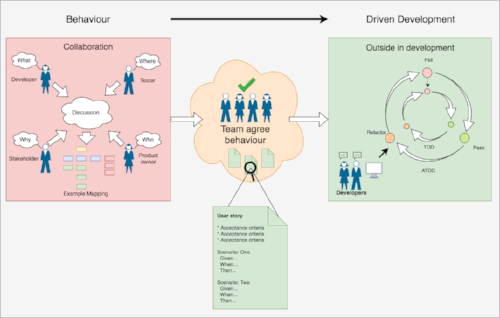 Behaviour
Driven Development
Collaboration
What
Where
Developer
Tester
Discussion
Why
Who
Stakeholder
Product
owner
Example Mapping
Team agree
behaviour
User story
* Acceptance criteria
* Acceptance criteria
* Acceptance criteria
Scenario: One
Given...
When...
Then...
Scenario: Two
Given...
When...
Then...
Outside in development
Fail
Refactor
TDD
Pass
ATDD
Developers